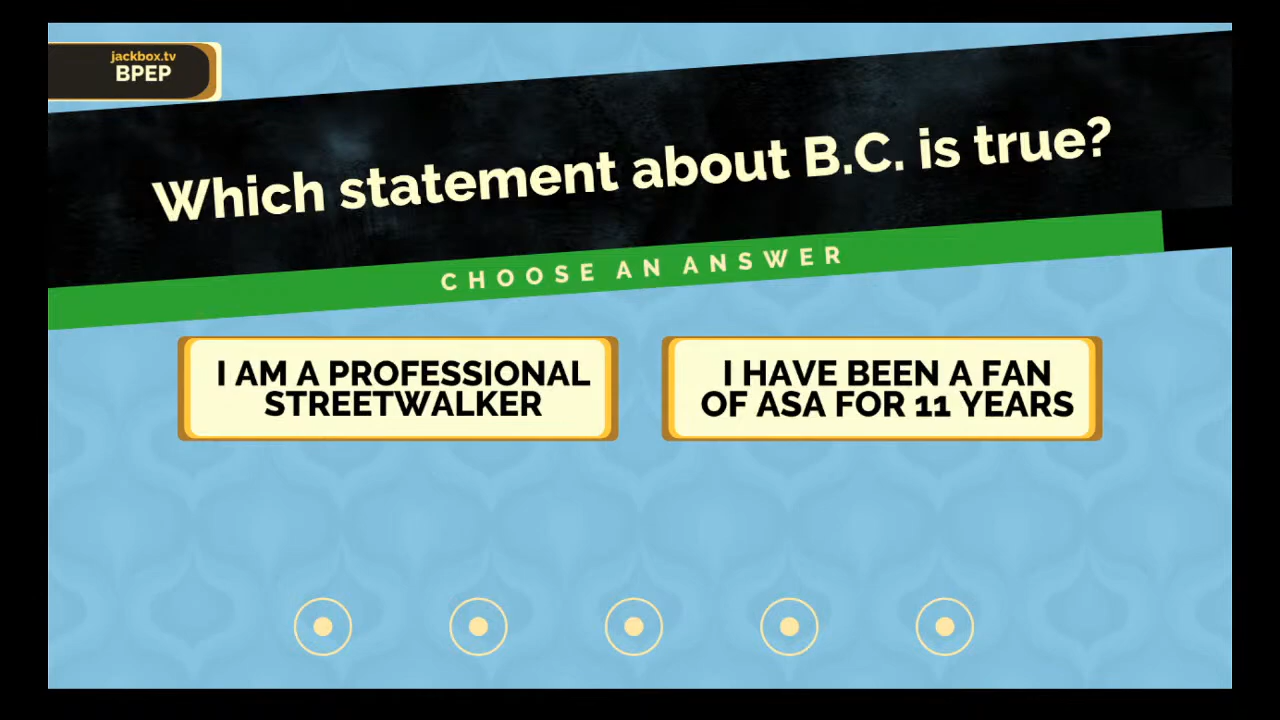 jackbox.tv
BPEP
Which statement about B.C. is true?
CHOOSE AN ANSWER
I AM A PROFESSIONAL
STREETWALKER
I HAVE BEEN A FAN
OF ASA FOR 11 YEARS